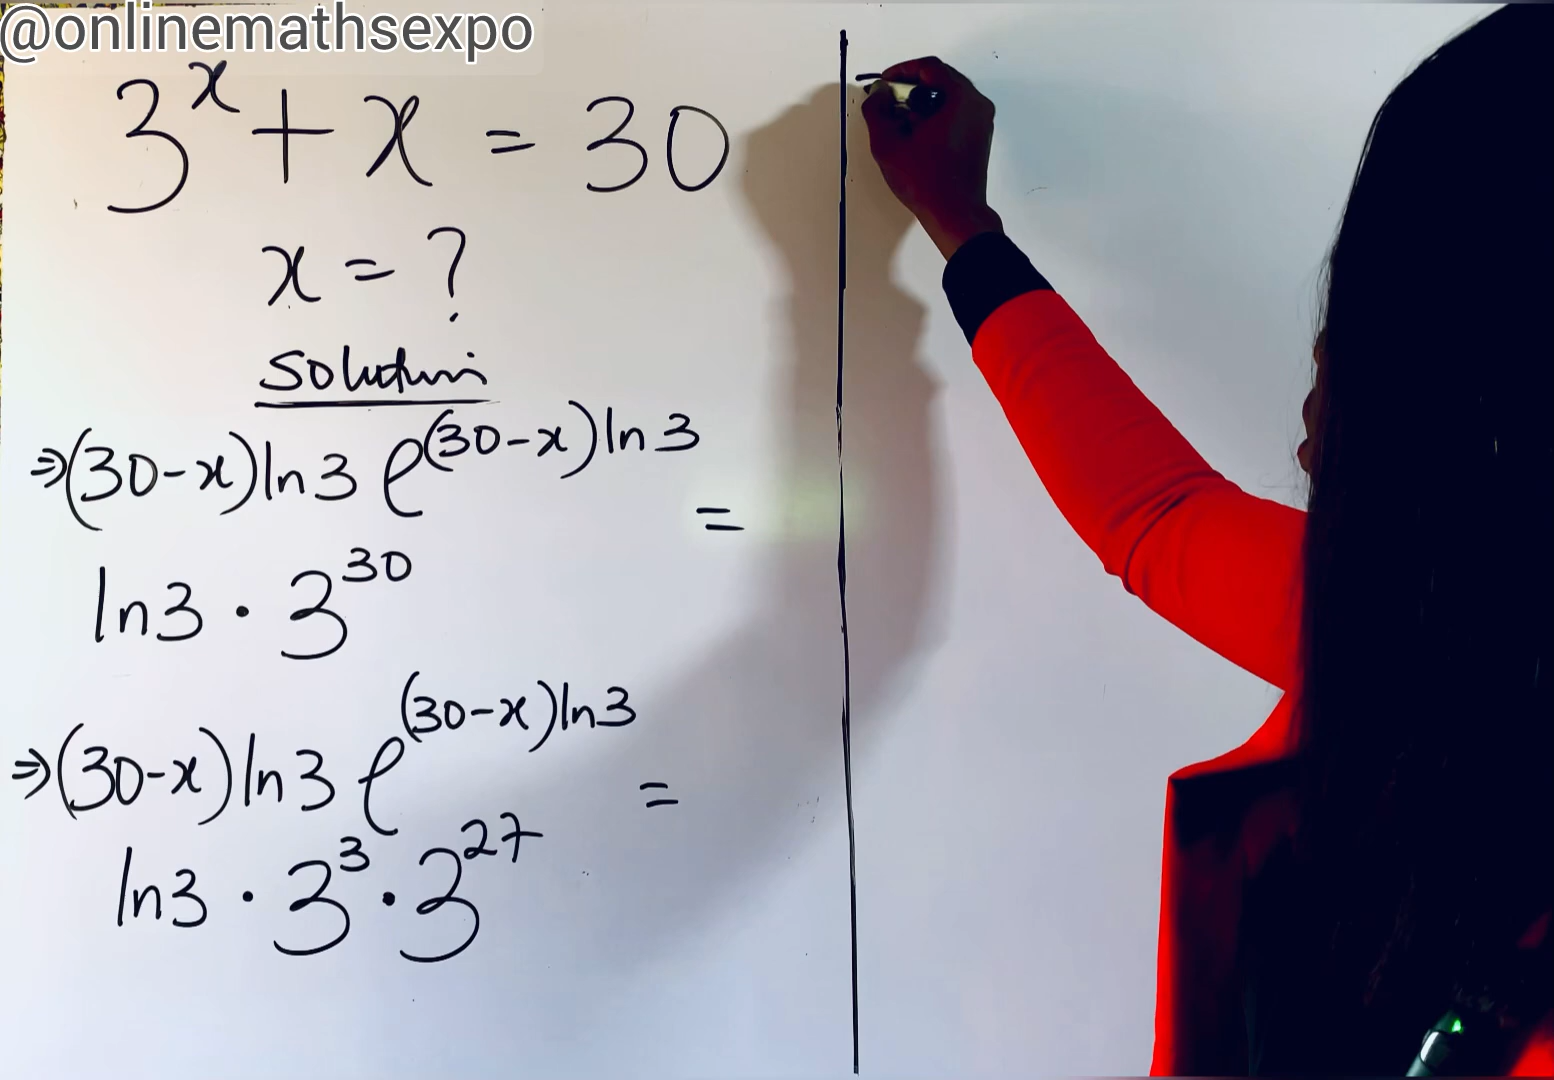 @onlinemathsexpo
3^x + x = 30
x = ?
Solution
⇒(30-x)ln3 e^(30-x)ln3 =
ln3 · 3^30
⇒(30-x)ln3 e^(30-x)ln3 =
ln3 · 3^3 · 3^27